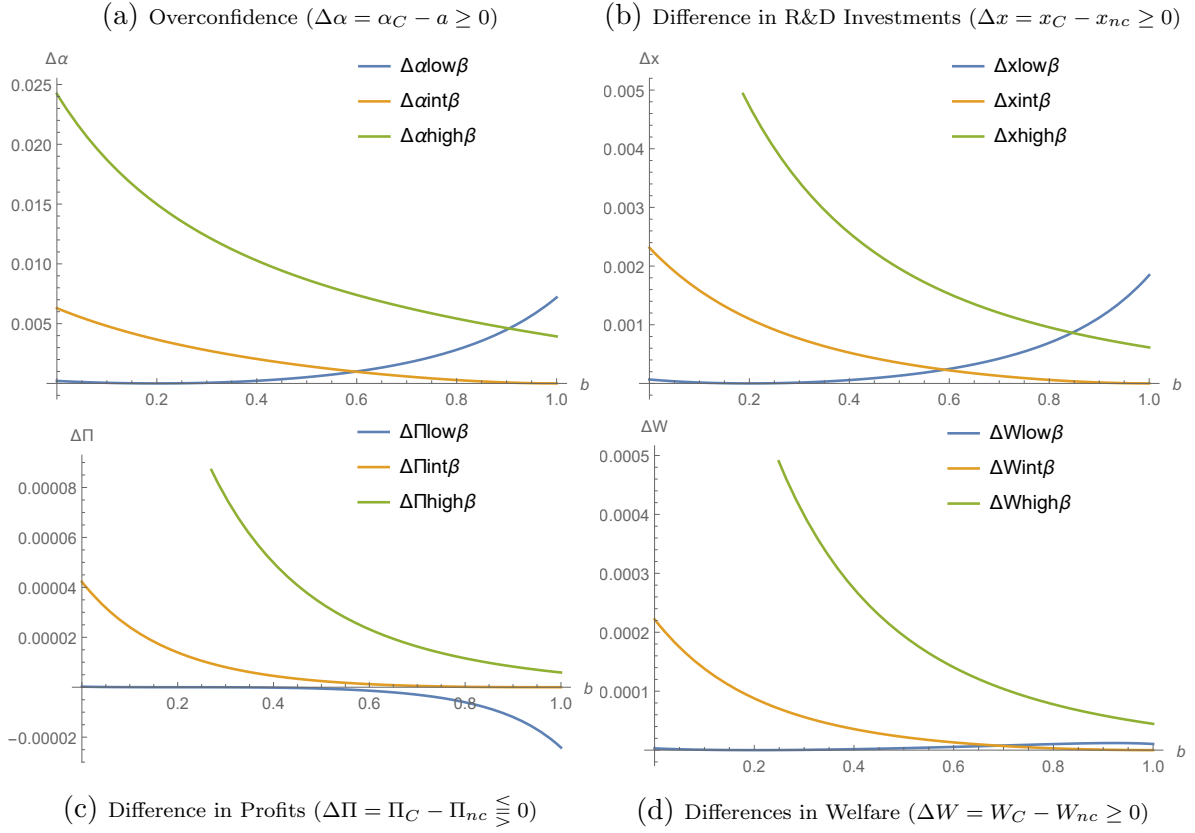 (a) Overconfidence (Δα = α_C − a ≥ 0)
Δα
Δαlowβ
Δαintβ
Δαhighβ
0.025
0.020
0.015
0.010
0.005
0.2 0.4 0.6 0.8 1.0 b
(b) Difference in R&D Investments (Δx = x_C − x_{nc} ≥ 0)
Δx
Δxlowβ
Δxintβ
Δxhighβ
0.005
0.004
0.003
0.002
0.001
0.2 0.4 0.6 0.8 1.0 b
ΔΠ
ΔΠlowβ
ΔΠintβ
ΔΠhighβ
0.00008
0.00006
0.00004
0.00002
−0.00002
0.2 0.4 0.6 0.8 1.0 b
(c) Difference in Profits (ΔΠ = Π_C − Π_{nc} ⪋ 0)
ΔW
ΔWlowβ
ΔWintβ
ΔWhighβ
0.0005
0.0004
0.0003
0.0002
0.0001
0.2 0.4 0.6 0.8 1.0 b
(d) Differences in Welfare (ΔW = W_C − W_{nc} ≥ 0)